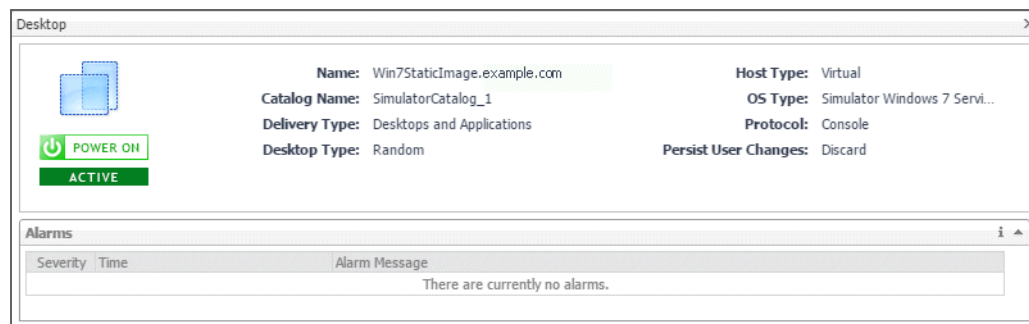 Desktop
Name: Win7StaticImage.example.com Host Type: Virtual
Catalog Name: SimulatorCatalog_1 OS Type: Simulator Windows 7 Servi...
Delivery Type: Desktops and Applications Protocol: Console
POWER ON Desktop Type: Random Persist User Changes: Discard
ACTIVE
Alarms
Severity Time Alarm Message
There are currently no alarms.